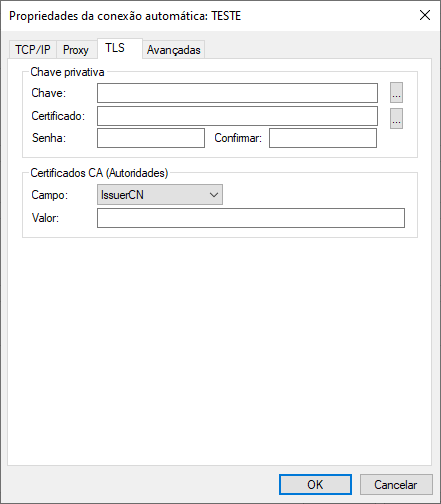 Propriedades da conexão automática: TESTE
TCP/IP Proxy TLS Avançadas
Chave privativa
Chave: ...
Certificado: ...
Senha: Confirmar:
Certificados CA (Autoridades)
Campo: IssuerCN
Valor:
OK Cancelar